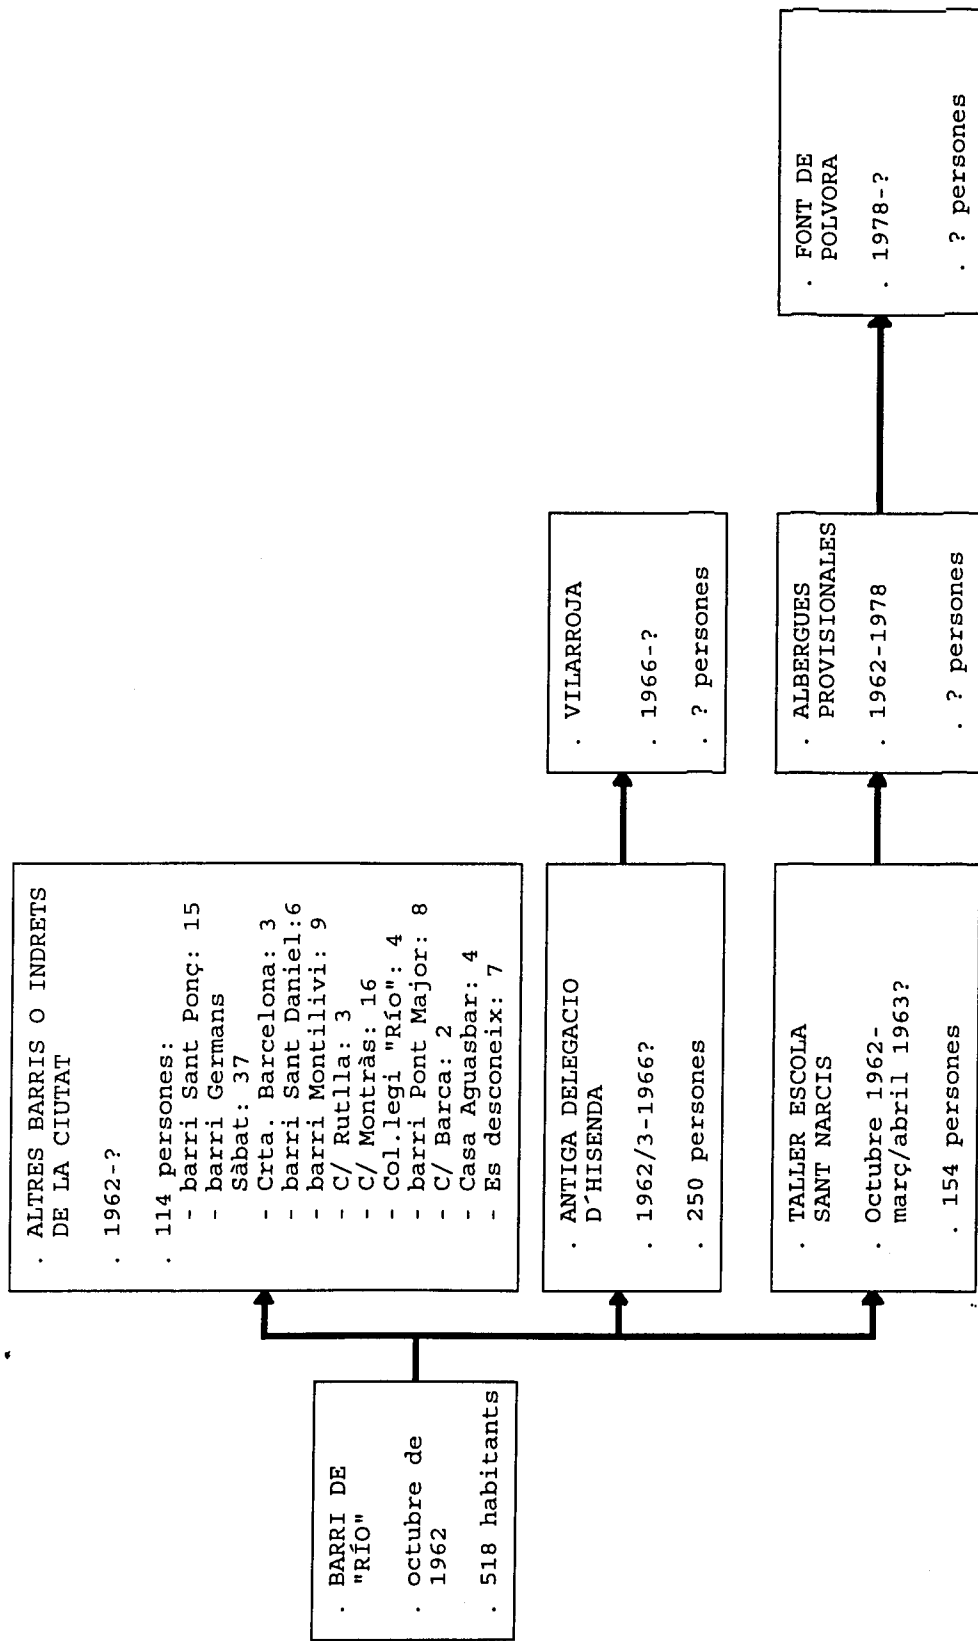 . BARRI DE
"RÍO"
. octubre de
1962
. 518 habitants
. ALTRES BARRIS O INDRETS
DE LA CIUTAT
. 1962-?
. 114 persones:
- barri Sant Ponç: 15
- barri Germans
Sàbat: 37
- Crta. Barcelona: 3
- barri Sant Daniel:6
- barri Montilivi: 9
- C/ Rutlla: 3
- C/ Montràs: 16
- Col.legi "Río": 4
- barri Pont Major: 8
- C/ Barca: 2
- Casa Aguasbar: 4
- Es desconeix: 7
. ANTIGA DELEGACIO
D´HISENDA
. 1962/3-1966?
. 250 persones
. VILARROJA
. 1966-?
. ? persones
. TALLER ESCOLA
SANT NARCIS
. Octubre 1962-
març/abril 1963?
. 154 persones
. ALBERGUES
PROVISIONALES
. 1962-1978
. ? persones
. FONT DE
POLVORA
. 1978-?
. ? persones